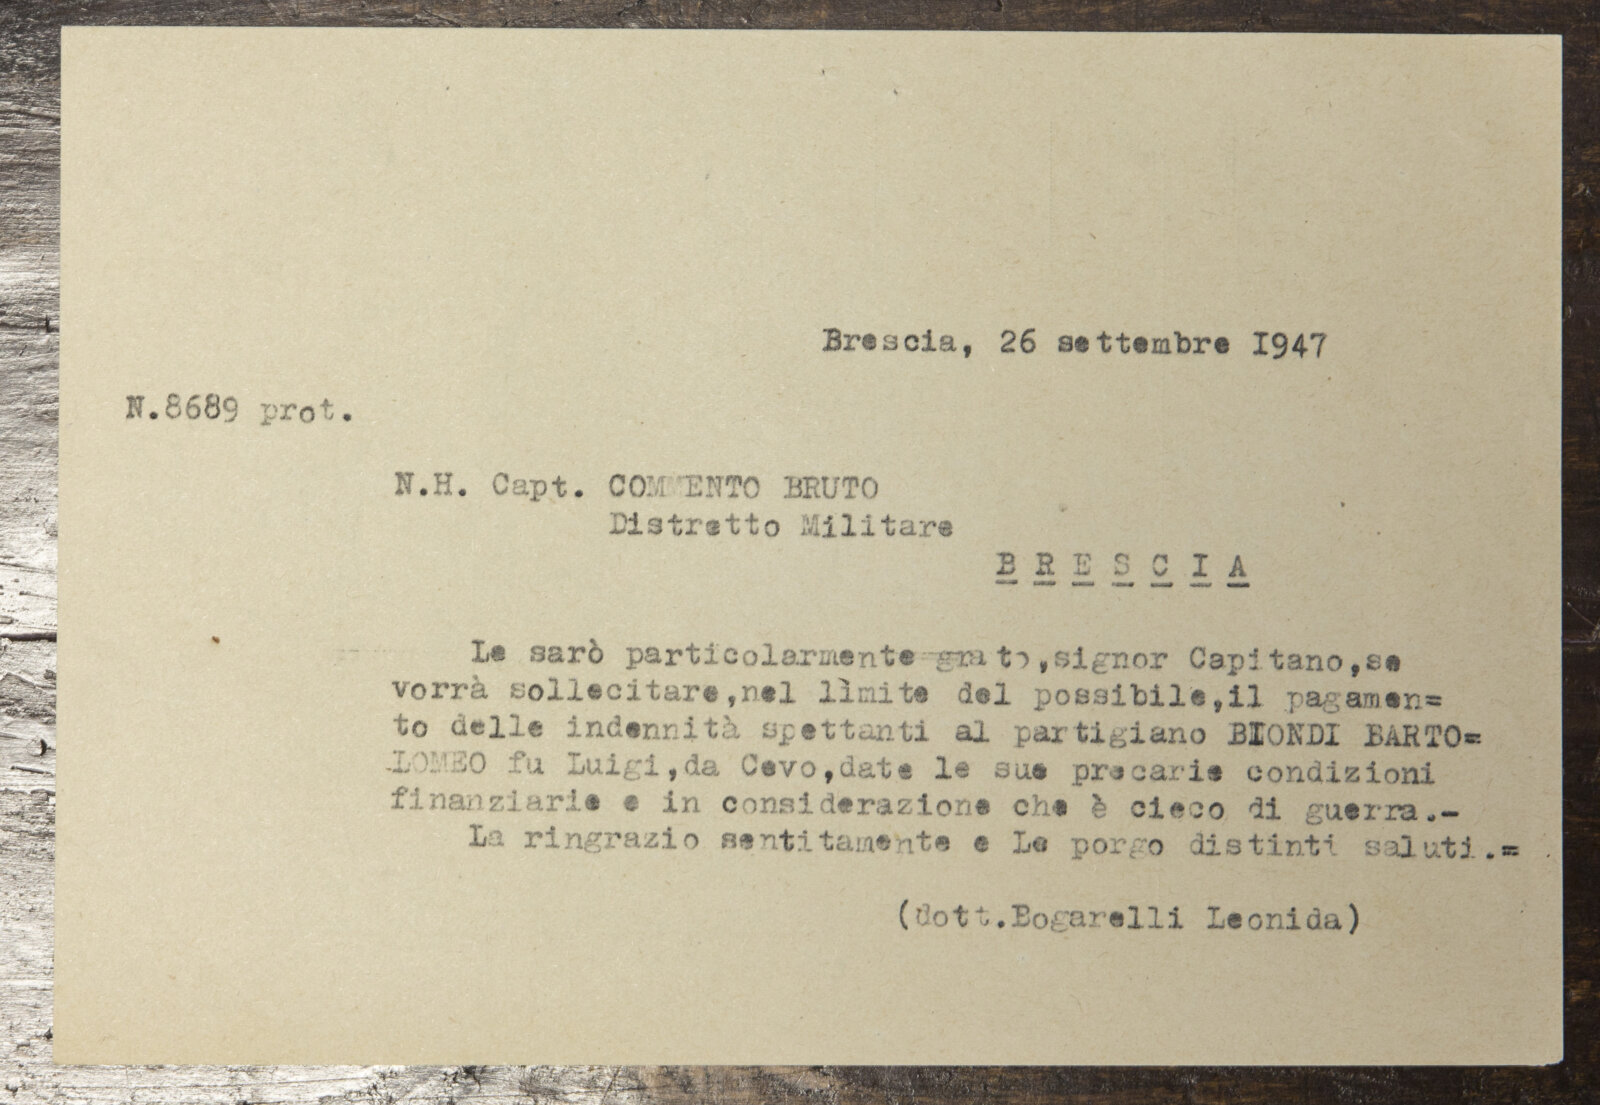 Brescia, 26 settembre I947
N.8689 prot.
N.H. Capt. COMMENTO BRUTO
Distretto Militare
B R E S C I A
Le sarò particolarmente grato,signor Capitano,se
vorrà sollecitare,nel lìmite del possibile,il pagamen=
to delle indennità spettanti al partigiano BIONDI BARTO=
LOMEO fu Luigi,da Cevo,date le sue precarie condizioni
finanziarie e in considerazione che è cieco di guerra.-
La ringrazio sentitamente e Le porgo distinti saluti.=
(dott.Bogarelli Leonida)